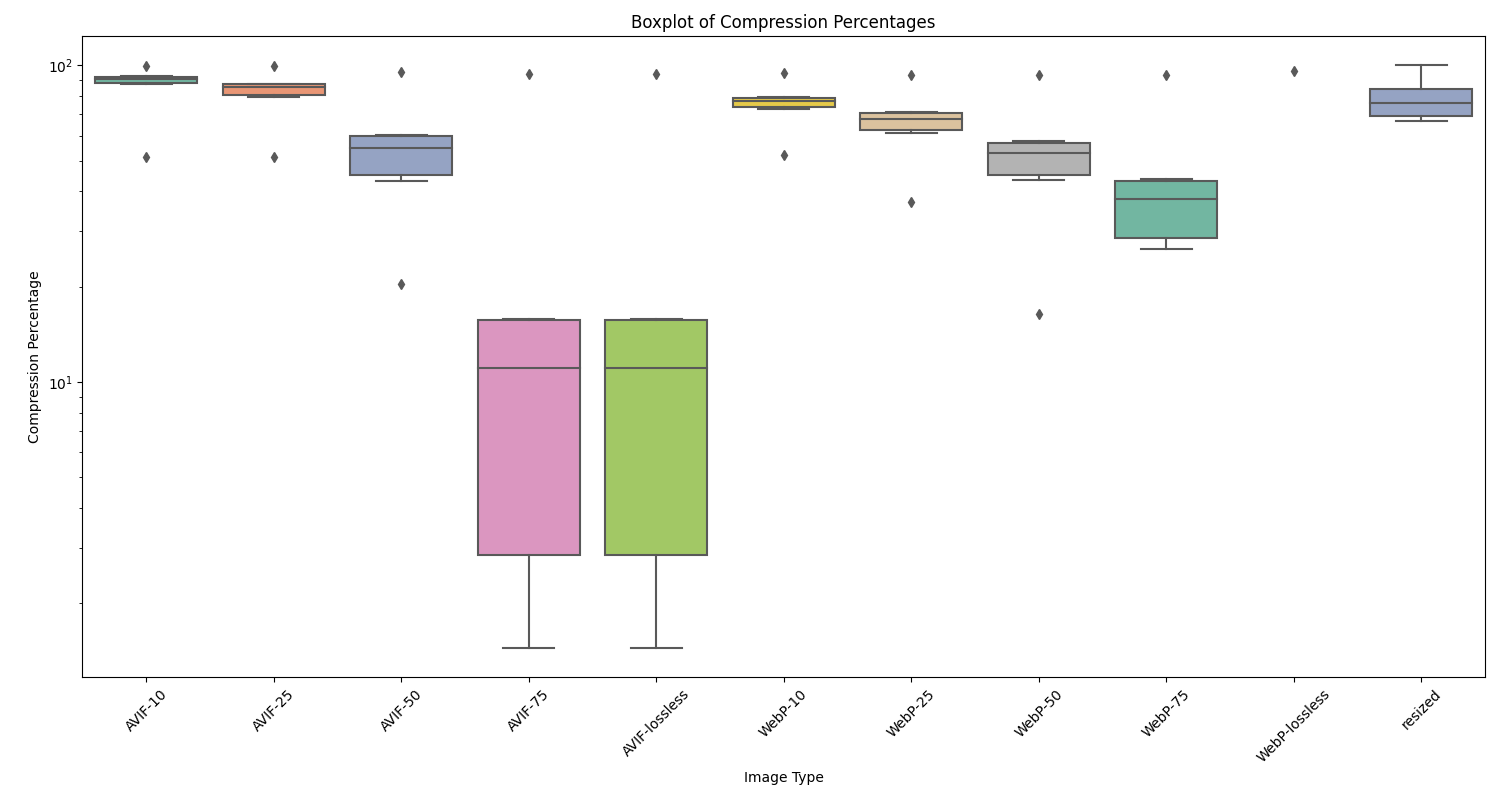 Boxplot of Compression Percentages
Compression Percentage
10²
10¹
AVIF-10
AVIF-25
AVIF-50
AVIF-75
AVIF-lossless
WebP-10
WebP-25
WebP-50
WebP-75
WebP-lossless
resized
Image Type